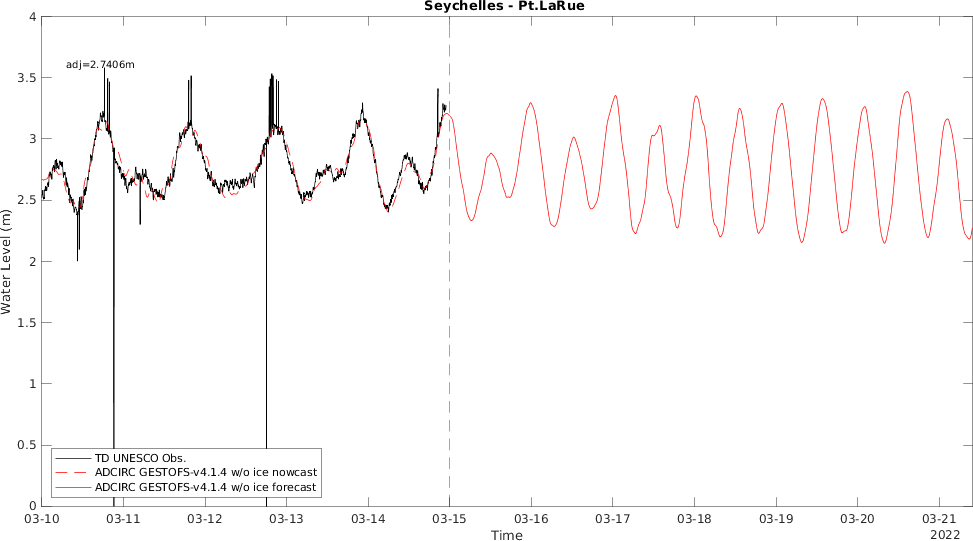 Seychelles - Pt.LaRue
4
adj=2.7406m
3.5
3
2.5
2
1.5
1
0.5
0
Water Level (m)
TD UNESCO Obs.
ADCIRC GESTOFS-v4.1.4 w/o ice nowcast
ADCIRC GESTOFS-v4.1.4 w/o ice forecast
03-10 03-11 03-12 03-13 03-14 03-15 03-16 03-17 03-18 03-19 03-20 03-21
Time
2022